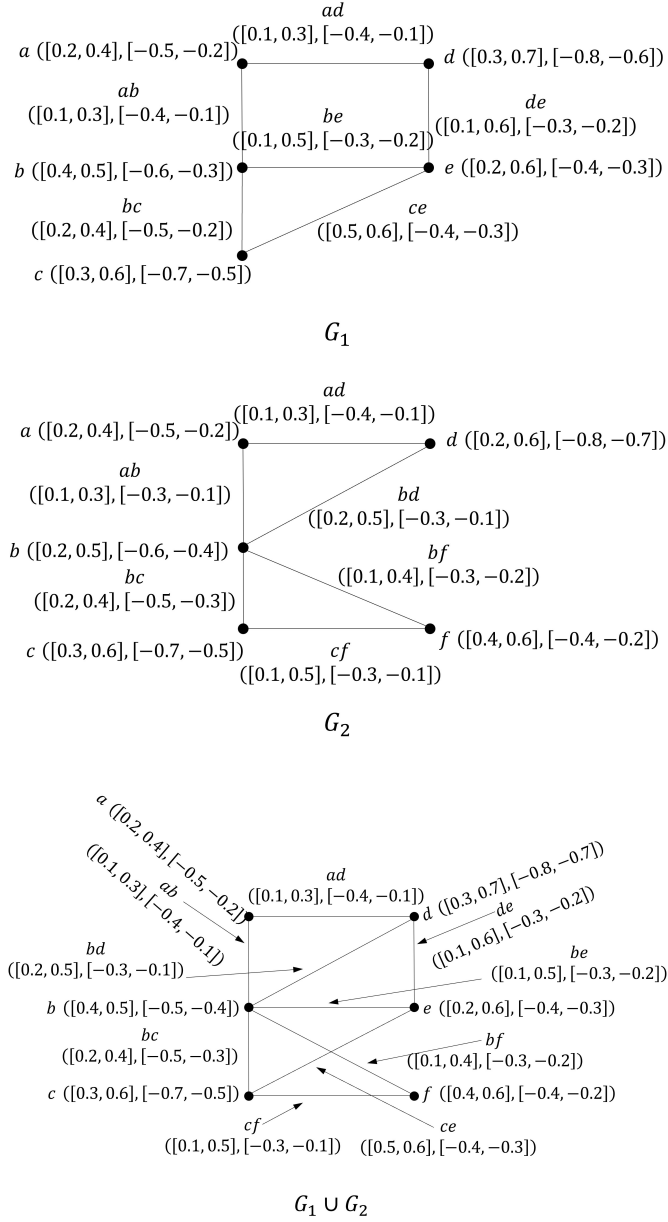 ad
([0.1, 0.3], [−0.4, −0.1])
a ([0.2, 0.4], [−0.5, −0.2])
d ([0.3, 0.7], [−0.8, −0.6])
ab
([0.1, 0.3], [−0.4, −0.1])
be
([0.1, 0.5], [−0.3, −0.2])
de
([0.1, 0.6], [−0.3, −0.2])
b ([0.4, 0.5], [−0.6, −0.3])
e ([0.2, 0.6], [−0.4, −0.3])
bc
([0.2, 0.4], [−0.5, −0.2])
ce
([0.5, 0.6], [−0.4, −0.3])
c ([0.3, 0.6], [−0.7, −0.5])
G₁
ad
([0.1, 0.3], [−0.4, −0.1])
a ([0.2, 0.4], [−0.5, −0.2])
d ([0.2, 0.6], [−0.8, −0.7])
ab
([0.1, 0.3], [−0.3, −0.1])
bd
([0.2, 0.5], [−0.3, −0.1])
b ([0.2, 0.5], [−0.6, −0.4])
bf
([0.1, 0.4], [−0.3, −0.2])
bc
([0.2, 0.4], [−0.5, −0.3])
c ([0.3, 0.6], [−0.7, −0.5])
f ([0.4, 0.6], [−0.4, −0.2])
cf
([0.1, 0.5], [−0.3, −0.1])
G₂
a ([0.2, 0.4], [−0.5, −0.2])
ab
([0.1, 0.3], [−0.4, −0.1])
ad
([0.1, 0.3], [−0.4, −0.1])
d ([0.3, 0.7], [−0.8, −0.7])
de
([0.1, 0.6], [−0.3, −0.2])
bd
([0.2, 0.5], [−0.3, −0.1])
be
([0.1, 0.5], [−0.3, −0.2])
b ([0.4, 0.5], [−0.5, −0.4])
e ([0.2, 0.6], [−0.4, −0.3])
bc
([0.2, 0.4], [−0.5, −0.3])
bf
([0.1, 0.4], [−0.3, −0.2])
c ([0.3, 0.6], [−0.7, −0.5])
f ([0.4, 0.6], [−0.4, −0.2])
cf
([0.1, 0.5], [−0.3, −0.1])
ce
([0.5, 0.6], [−0.4, −0.3])
G₁ ∪ G₂